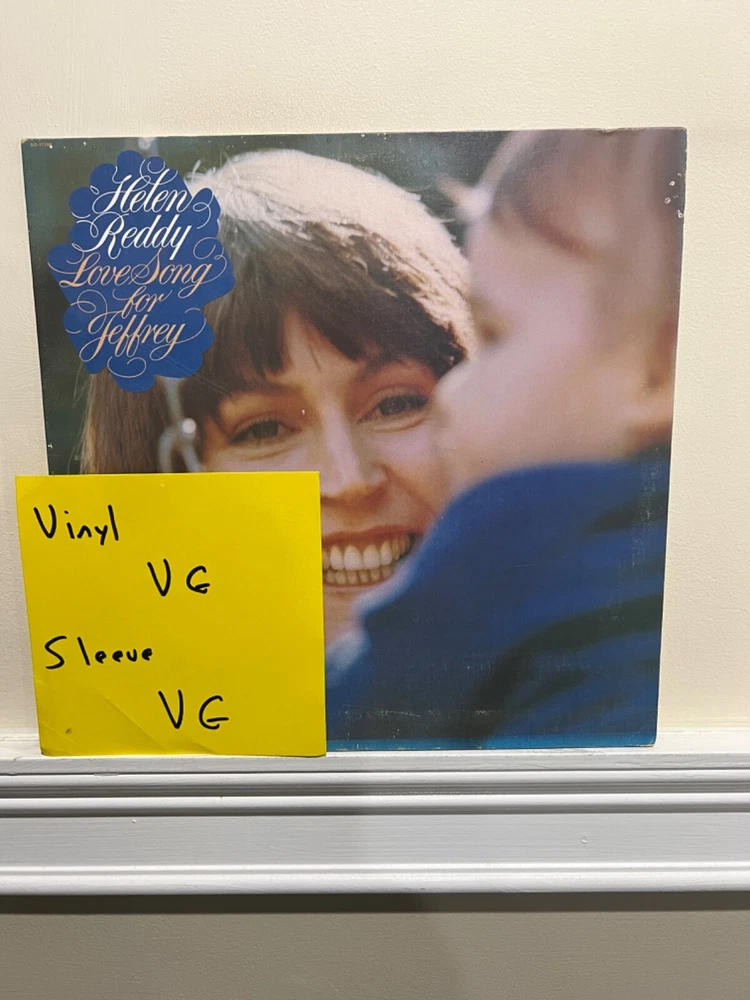 Helen
Reddy
Love Song
for
Jeffrey
Vinyl
VG
Sleeve
VG